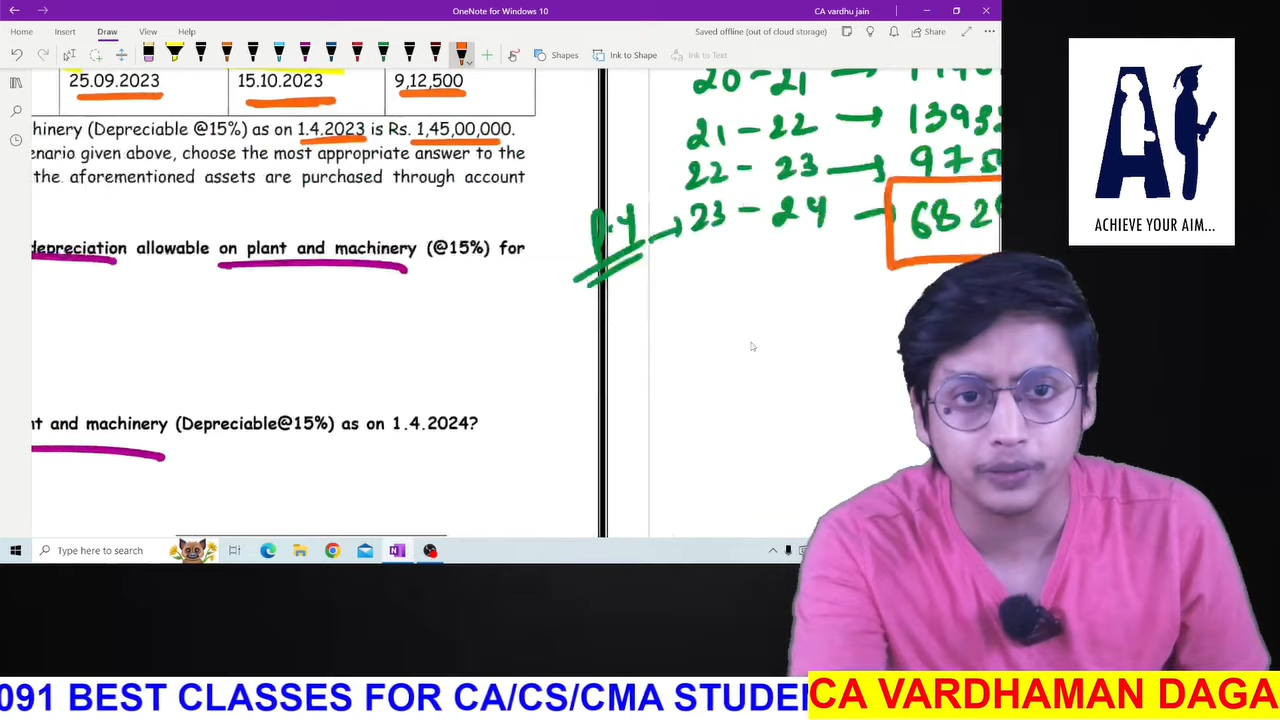 OneNote for Windows 10
CA vardhu jain
Home
Insert
Draw
View
Help
Saved offline (out of cloud storage)
Share
Shapes
Ink to Shape
Ink to Text
25.09.2023 15.10.2023 9,12,500
20-21 →
hinery (Depreciable @15%) as on 1.4.2023 is Rs. 1,45,00,000.
21-22 → 1393
enario given above, choose the most appropriate answer to the
22-23 → 975
the. aforementioned assets are purchased through account
P.Y → 23-24 - 682
depreciation allowable on plant and machinery (@15%) for
nt and machinery (Depreciable@15%) as on 1.4.2024?
Type here to search
AI
ACHIEVE YOUR AIM...
091 BEST CLASSES FOR CA/CS/CMA STUDEN
CA VARDHAMAN DAGA